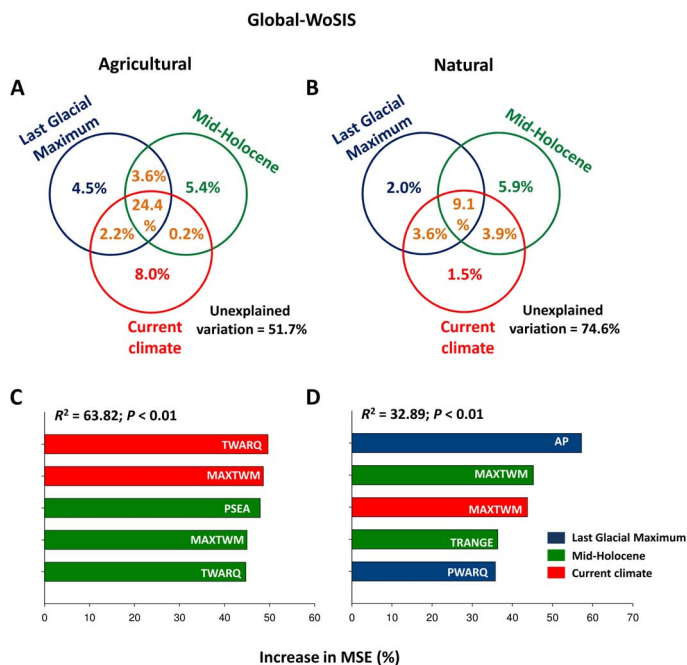 Global-WoSIS
Agricultural
Natural
A
Last Glacial
Maximum
Mid-Holocene
4.5%
3.6%
5.4%
24.4
%
2.2%
0.2%
8.0%
Current
climate
Unexplained
variation = 51.7%
B
Last Glacial
Maximum
Mid-Holocene
2.0%
5.9%
9.1
%
3.6%
3.9%
1.5%
Current
climate
Unexplained
variation = 74.6%
C
R² = 63.82; P < 0.01
TWARQ
MAXTWM
PSEA
MAXTWM
TWARQ
0 10 20 30 40 50 60
D
R² = 32.89; P < 0.01
AP
MAXTWM
MAXTWM
TRANGE
PWARQ
Last Glacial Maximum
Mid-Holocene
Current climate
0 10 20 30 40 50 60 70
Increase in MSE (%)